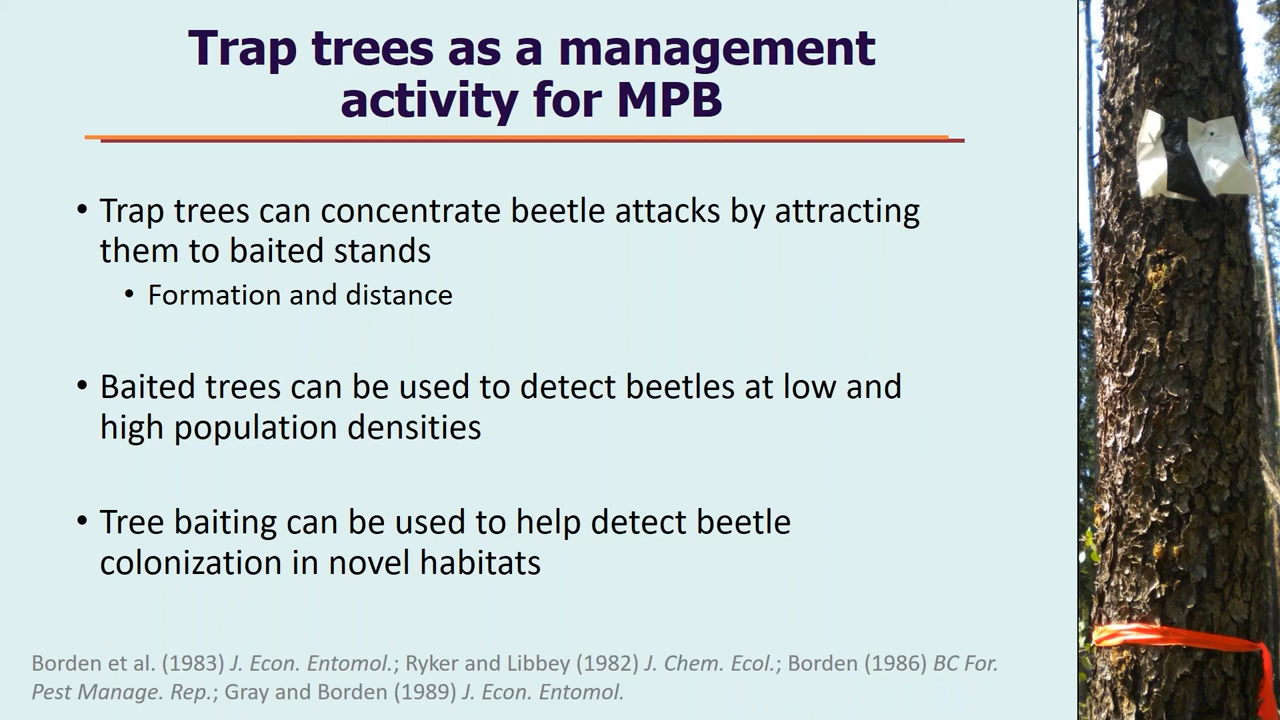 Trap trees as a management
activity for MPB
• Trap trees can concentrate beetle attacks by attracting
them to baited stands
• Formation and distance
• Baited trees can be used to detect beetles at low and
high population densities
• Tree baiting can be used to help detect beetle
colonization in novel habitats
Borden et al. (1983) J. Econ. Entomol.; Ryker and Libbey (1982) J. Chem. Ecol.; Borden (1986) BC For.
Pest Manage. Rep.; Gray and Borden (1989) J. Econ. Entomol.